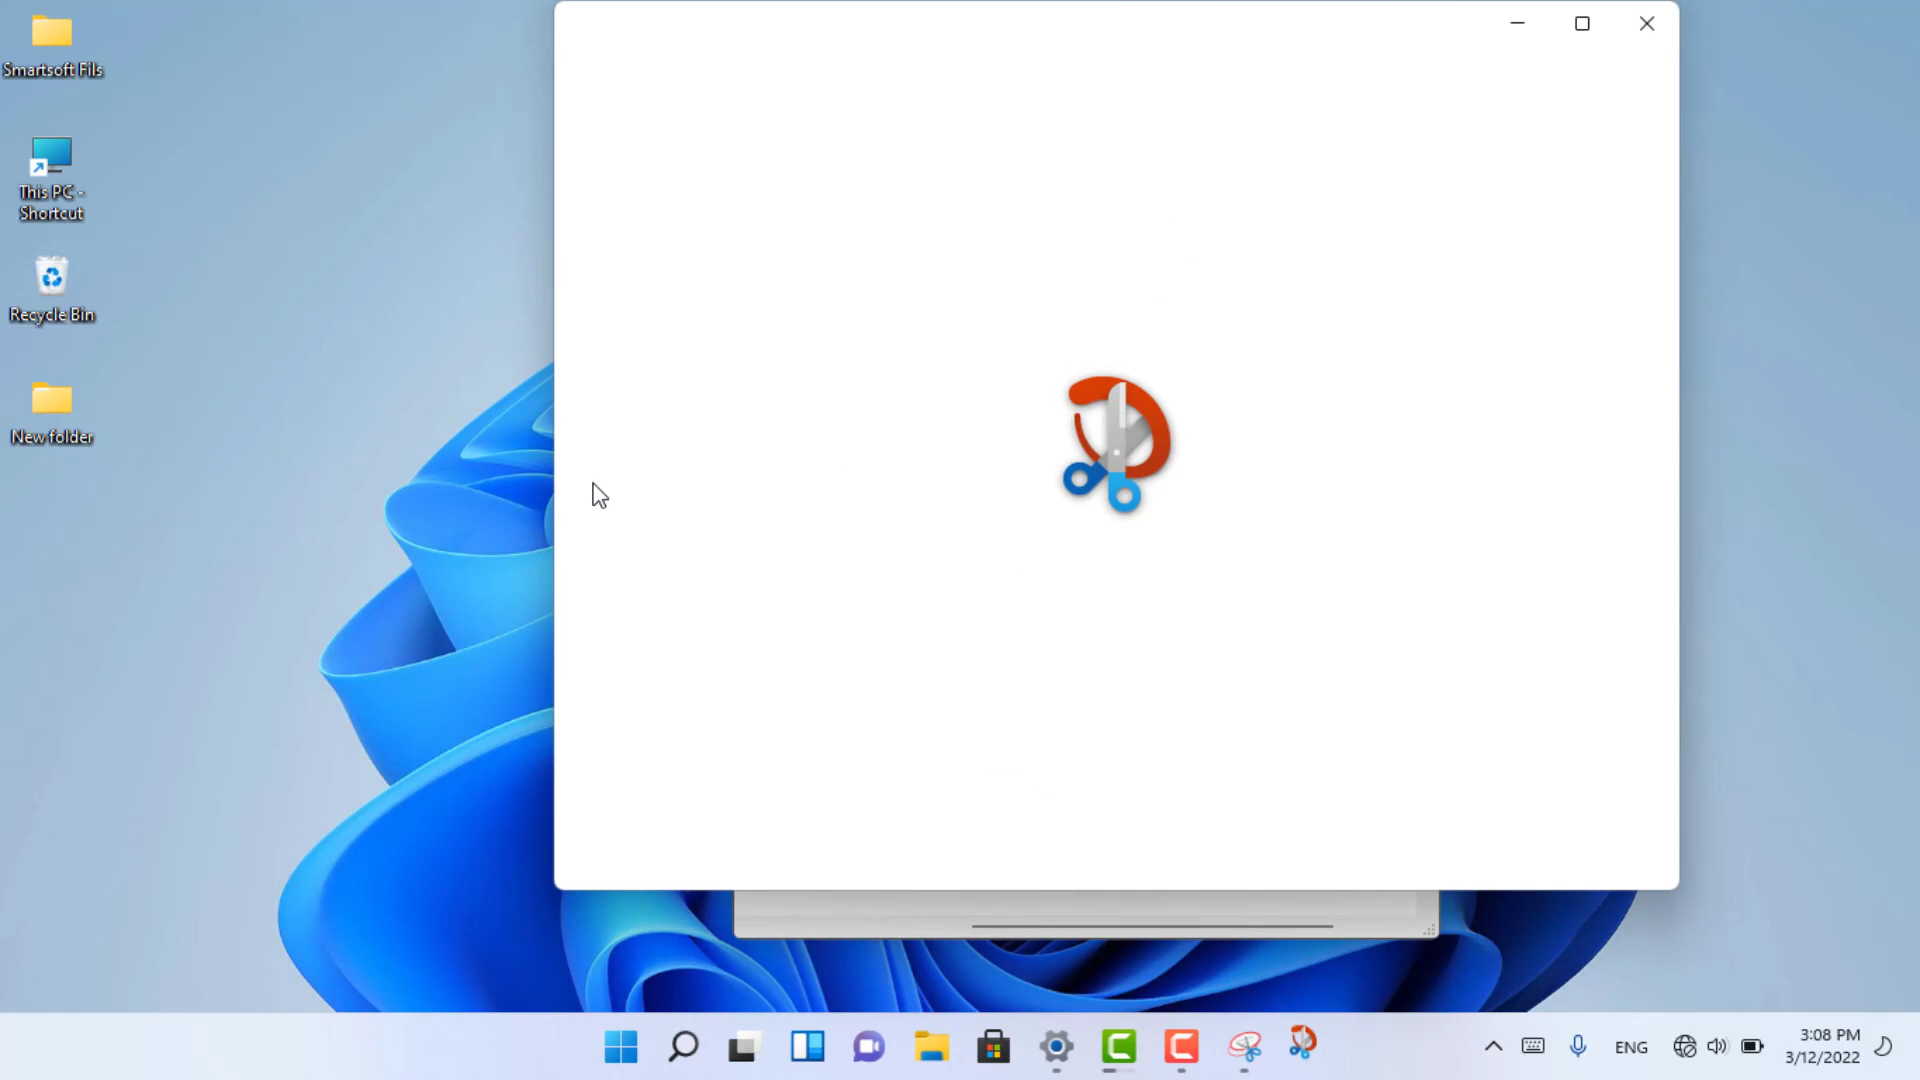 Smartsoft Fils
This PC -
Shortcut
Recycle Bin
New folder
ENG
3:08 PM
3/12/2022